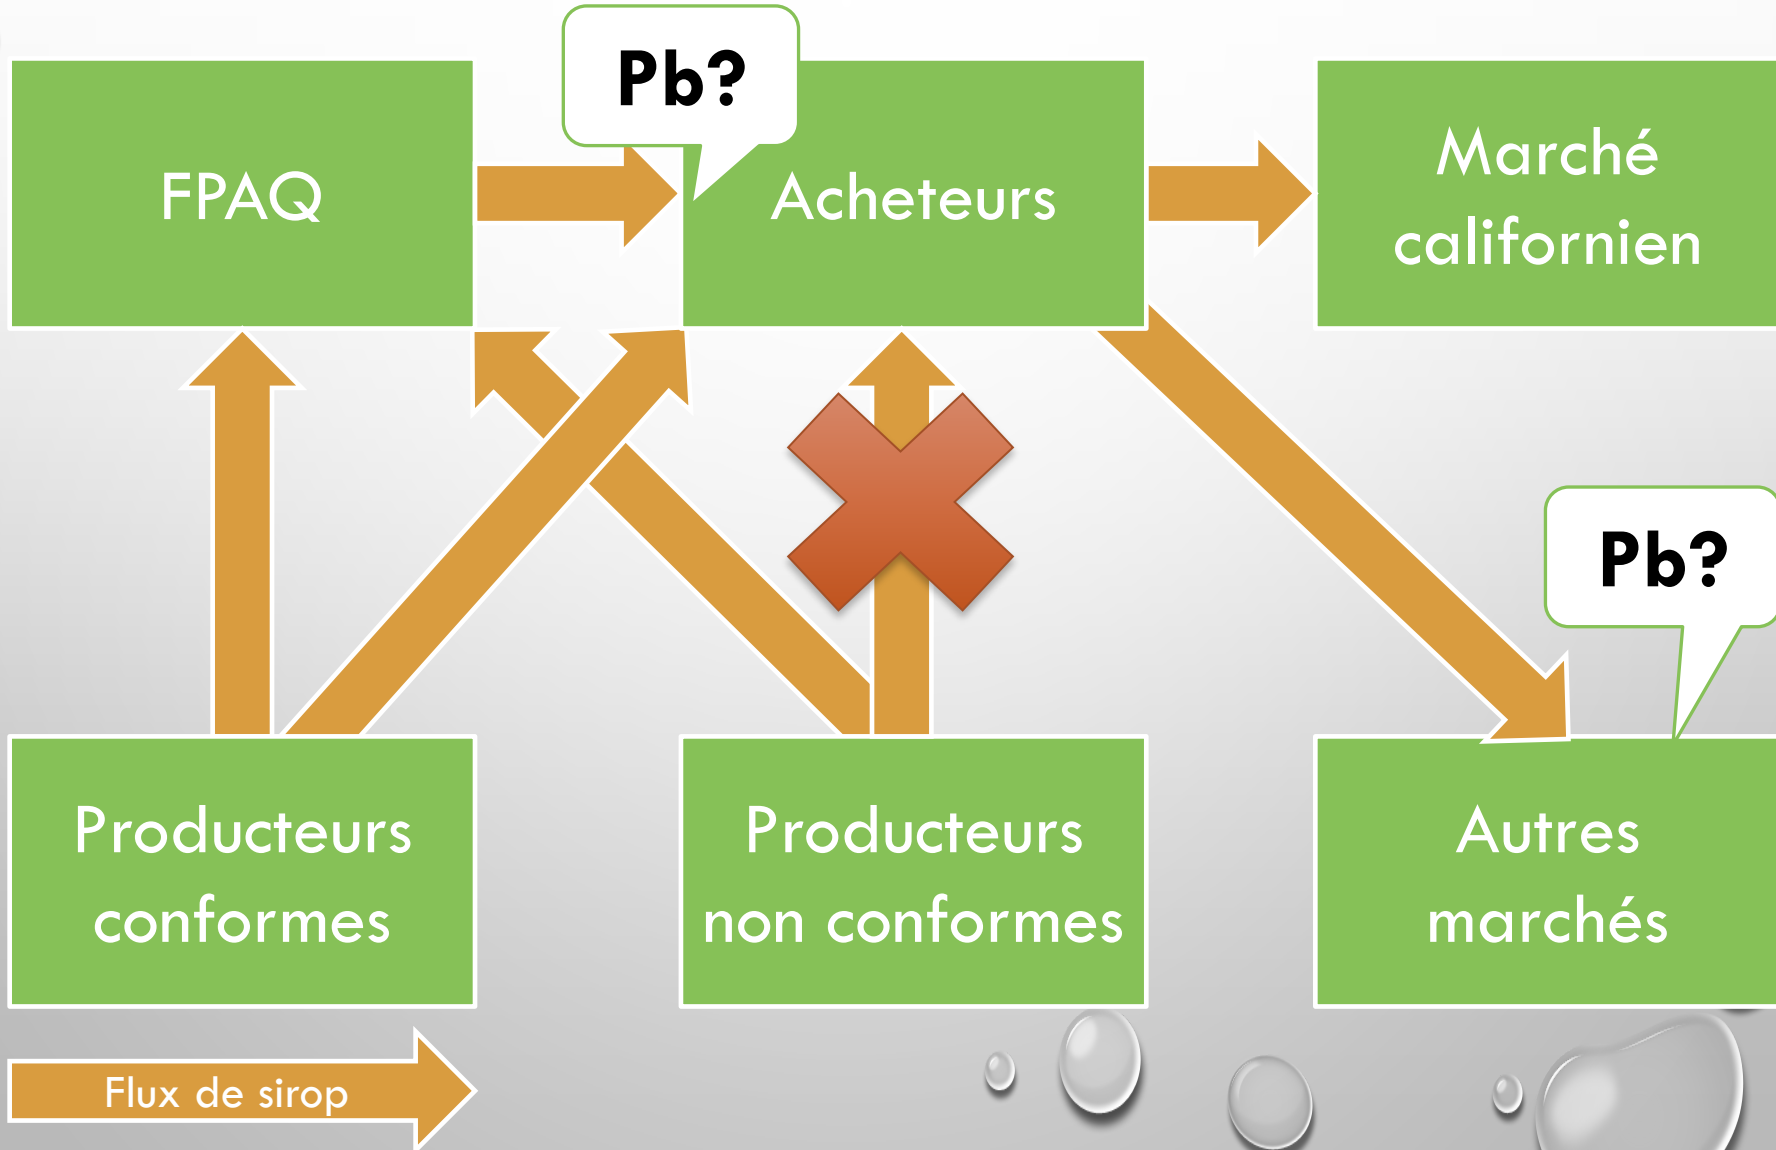 Pb?
FPAQ
Acheteurs
Marché
californien
Pb?
Producteurs
conformes
Producteurs
non conformes
Autres
marchés
Flux de sirop